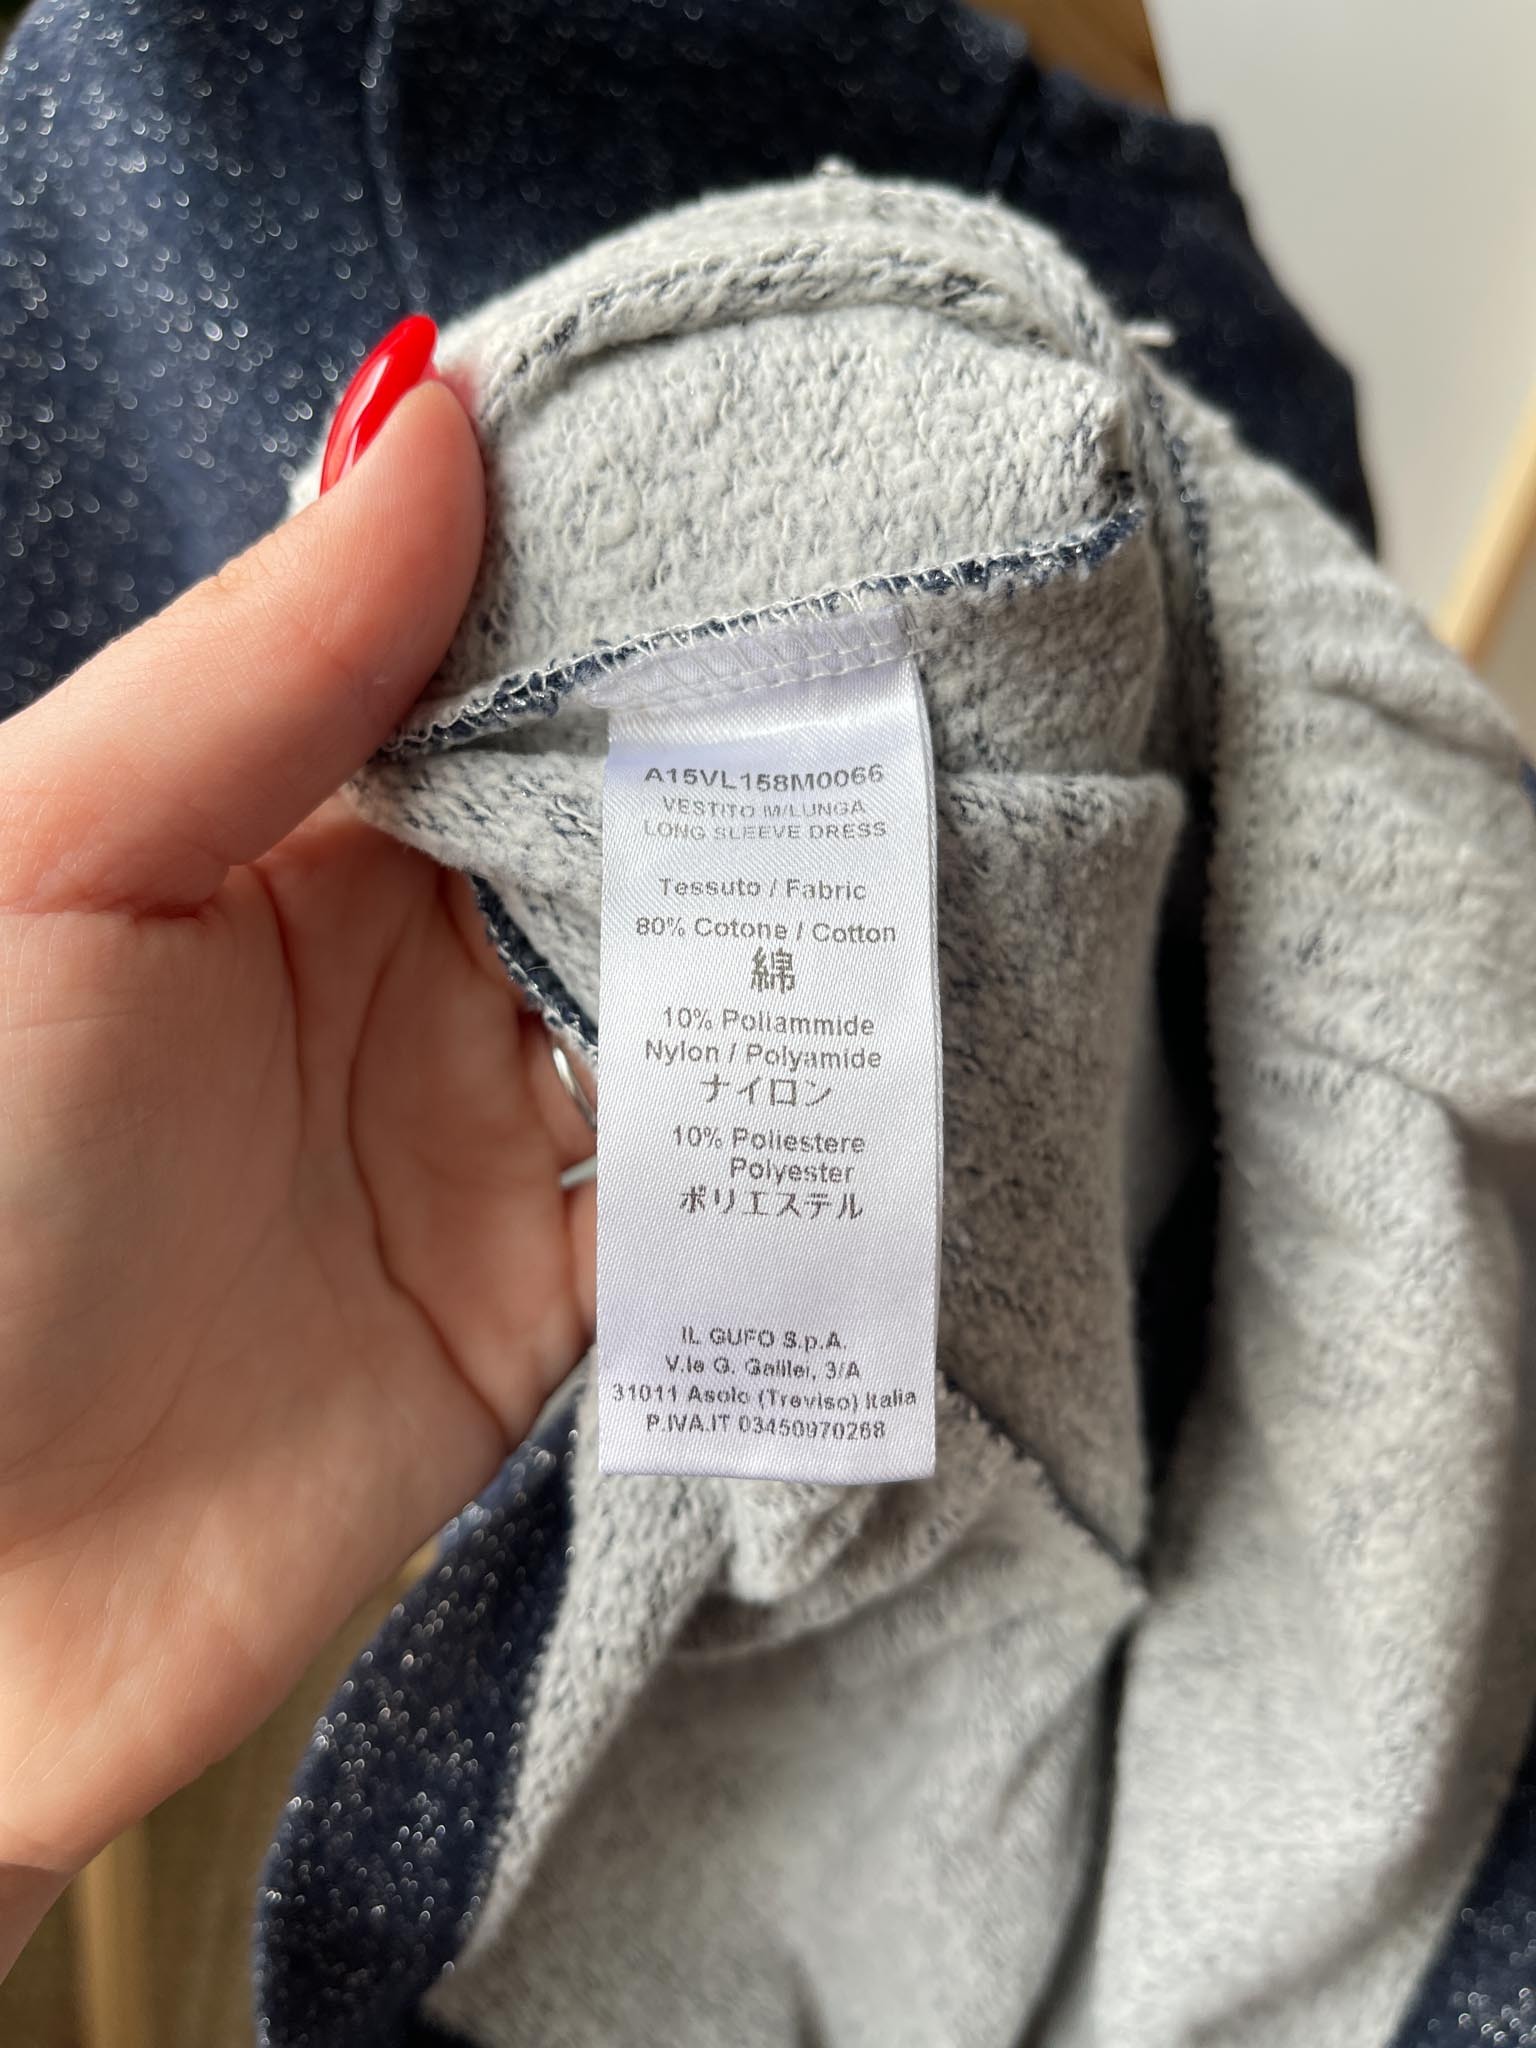 A15VL158M0066
VESTITO M/LUNGA
LONG SLEEVE DRESS
Tessuto / Fabric
80% Cotone / Cotton
綿
10% Poliammide
Nylon / Polyamide
ナイロン
10% Poliestere
Polyester
ポリエステル
IL GUFO S.p.A.
V.le G. Galilei, 3/A
31011 Asolo (Treviso) Italia
P.IVA.IT 03450970268